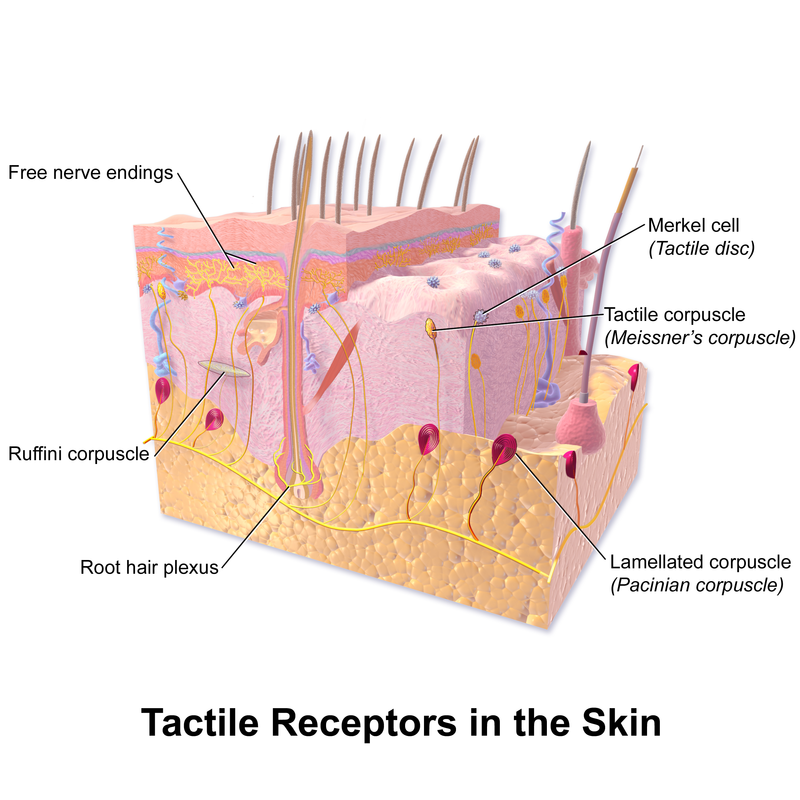 Free nerve endings
Merkel cell
(Tactile disc)
Tactile corpuscle
(Meissner's corpuscle)
Ruffini corpuscle
Root hair plexus
Lamellated corpuscle
(Pacinian corpuscle)
Tactile Receptors in the Skin